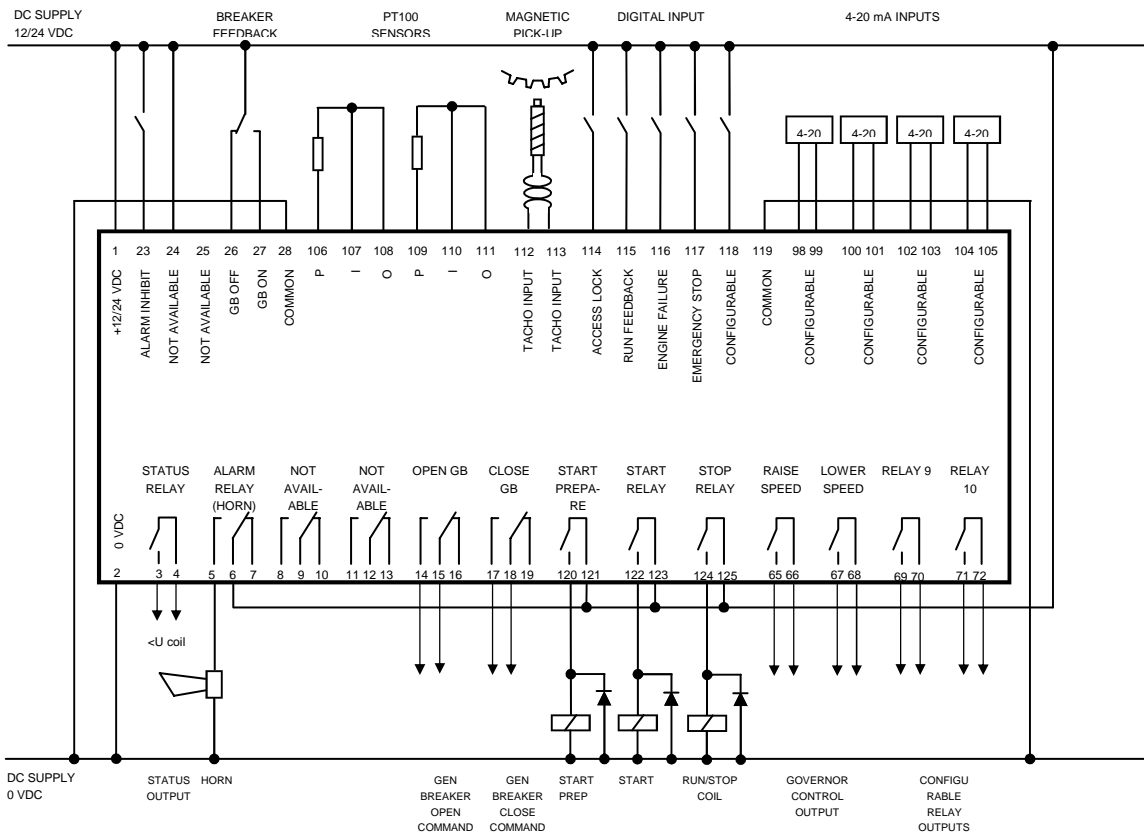 DC SUPPLY
12/24 VDC
BREAKER
FEEDBACK
PT100
SENSORS
MAGNETIC
PICK-UP
DIGITAL INPUT
4-20 mA INPUTS
4-20 4-20 4-20 4-20
1 23 24 25 26 27 28 106 107 108 109 110 111 112 113 114 115 116 117 118 119 98 99 100 101 102 103 104 105
+12/24 VDC
ALARM INHIBIT
NOT AVAILABLE
NOT AVAILABLE
GB OFF
GB ON
COMMON
P
I
O
P
I
O
TACHO INPUT
TACHO INPUT
ACCESS LOCK
RUN FEEDBACK
ENGINE FAILURE
EMERGENCY STOP
CONFIGURABLE
COMMON
CONFIGURABLE
CONFIGURABLE
CONFIGURABLE
CONFIGURABLE
0 VDC
STATUS
RELAY
ALARM
RELAY
(HORN)
NOT
AVAIL-
ABLE
NOT
AVAIL-
ABLE
OPEN GB
CLOSE
GB
START
PREPA-
RE
START
RELAY
STOP
RELAY
RAISE
SPEED
LOWER
SPEED
RELAY 9
RELAY
10
2 3 4 5 6 7 8 9 10 11 12 13 14 15 16 17 18 19 120 121 122 123 124 125 65 66 67 68 69 70 71 72
<U coil
DC SUPPLY
0 VDC
STATUS
OUTPUT
HORN
GEN
BREAKER
OPEN
COMMAND
GEN
BREAKER
CLOSE
COMMAND
START
PREP
START
RUN/STOP
COIL
GOVERNOR
CONTROL
OUTPUT
CONFIGU
RABLE
RELAY
OUTPUTS